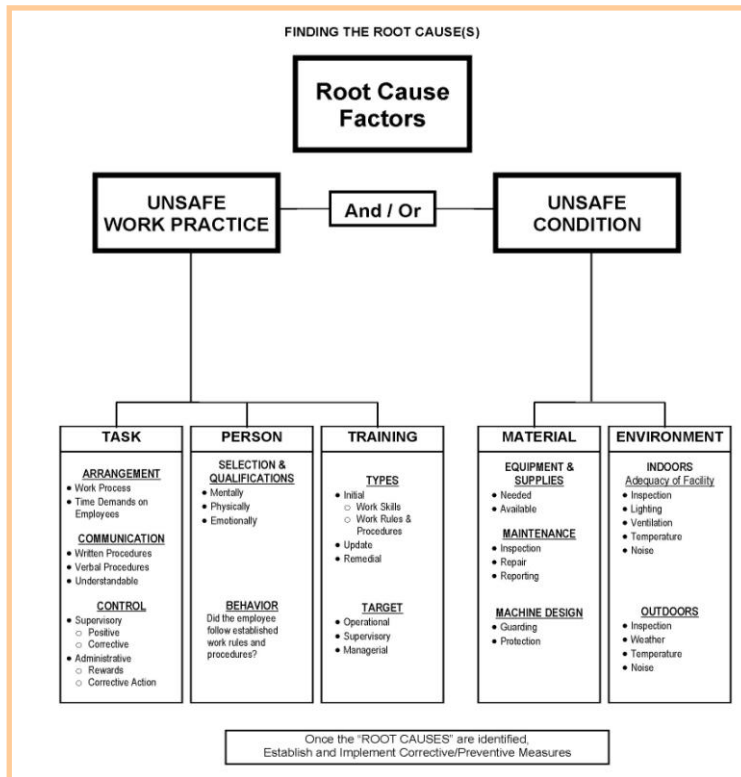 FINDING THE ROOT CAUSE(S)
Root Cause
Factors
UNSAFE
WORK PRACTICE
And / Or
UNSAFE
CONDITION
TASK
ARRANGEMENT
● Work Process
● Time Demands on
Employees
COMMUNICATION
● Written Procedures
● Verbal Procedures
● Understandable
CONTROL
● Supervisory
○ Positive
○ Corrective
● Administrative
○ Rewards
○ Corrective Action
PERSON
SELECTION &
QUALIFICATIONS
● Mentally
● Physically
● Emotionally
BEHAVIOR
Did the employee
follow established
work rules and
procedures?
TRAINING
TYPES
● Initial
○ Work Skills
○ Work Rules &
Procedures
● Update
● Remedial
TARGET
● Operational
● Supervisory
● Managerial
MATERIAL
EQUIPMENT &
SUPPLIES
● Needed
● Available
MAINTENANCE
● Inspection
● Repair
● Reporting
MACHINE DESIGN
● Guarding
● Protection
ENVIRONMENT
INDOORS
Adequacy of Facility
● Inspection
● Lighting
● Ventilation
● Temperature
● Noise
OUTDOORS
● Inspection
● Weather
● Temperature
● Noise
Once the "ROOT CAUSES" are identified,
Establish and Implement Corrective/Preventive Measures